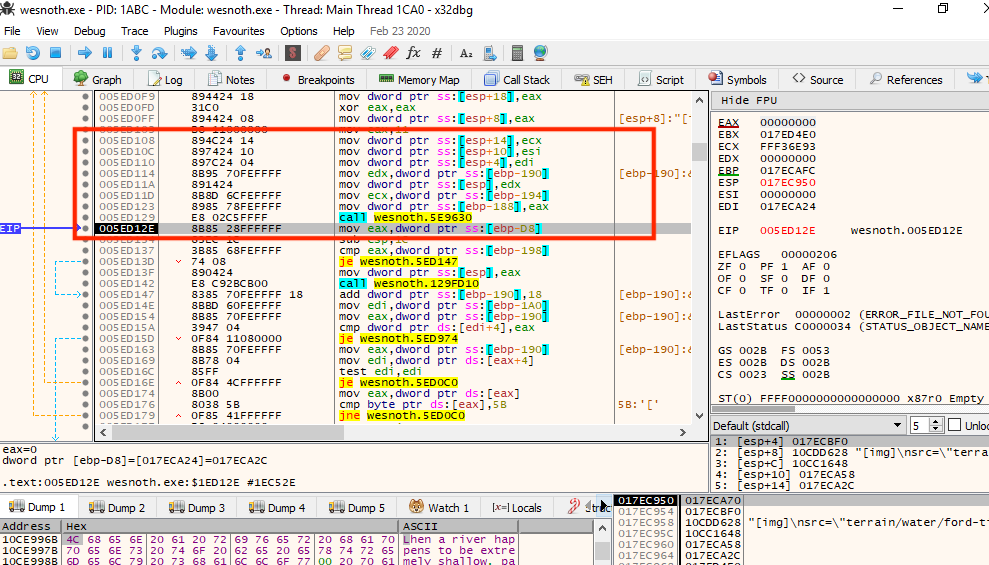 wesnoth.exe - PID: 1ABC - Module: wesnoth.exe - Thread: Main Thread 1CA0 - x32dbg
File View Debug Trace Plugins Favourites Options Help Feb 23 2020
CPU Graph Log Notes Breakpoints Memory Map Call Stack SEH Script Symbols Source References
005ED0F9 894424 18 mov dword ptr ss:[esp+18],eax
005ED0FD 31C0 xor eax,eax
005ED0FF 894424 08 mov dword ptr ss:[esp+8],eax [esp+8]:"[i
005ED108 894C24 14 mov dword ptr ss:[esp+14],ecx
005ED10C 897424 10 mov dword ptr ss:[esp+10],esi
005ED110 897C24 04 mov dword ptr ss:[esp+4],edi
005ED114 8B95 70FEFFFF mov edx,dword ptr ss:[ebp-190] [ebp-190]:&
005ED11A 891424 mov dword ptr ss:[esp],edx
005ED11D 8B8D 6CFEFFFF mov ecx,dword ptr ss:[ebp-194]
005ED123 8985 78FEFFFF mov dword ptr ss:[ebp-188],eax
005ED129 E8 02C5FFFF call wesnoth.5E9630
EIP 005ED12E 8B85 28FFFFFF mov eax,dword ptr ss:[ebp-D8]
sub esp,1C
005ED137 3B85 68FEFFFF cmp eax,dword ptr ss:[ebp-198]
005ED13D 74 08 je wesnoth.5ED147
005ED13F 890424 mov dword ptr ss:[esp],eax
005ED142 E8 C92BCB00 call wesnoth.129FD10
005ED147 8385 70FEFFFF 18 add dword ptr ss:[ebp-190],18 [ebp-190]:&
005ED14E 8BBD 60FEFFFF mov edi,dword ptr ss:[ebp-1A0]
005ED154 8B85 70FEFFFF mov eax,dword ptr ss:[ebp-190] [ebp-190]:&
005ED15A 3947 04 cmp dword ptr ds:[edi+4],eax
005ED15D 0F84 11080000 je wesnoth.5ED974
005ED163 8B85 70FEFFFF mov eax,dword ptr ss:[ebp-190] [ebp-190]:&
005ED169 8B78 04 mov edi,dword ptr ds:[eax+4]
005ED16C 85FF test edi,edi
005ED16E 0F84 4CFFFFFF je wesnoth.5ED0C0
005ED174 8B00 mov eax,dword ptr ds:[eax]
005ED176 8038 5B cmp byte ptr ds:[eax],5B 5B:'['
005ED179 0F85 41FFFFFF jne wesnoth.5ED0C0
Hide FPU
EAX 00000000
EBX 017ED4E0
ECX FFF36E93
EDX 00000000
EBP 017ECAFC
ESP 017EC950
ESI 00000000
EDI 017ECA24
EIP 005ED12E wesnoth.005ED12E
EFLAGS 00000206
ZF 0 PF 1 AF 0
OF 0 SF 0 DF 0
CF 0 TF 0 IF 1
LastError 00000002 (ERROR_FILE_NOT_FOU
LastStatus C0000034 (STATUS_OBJECT_NAME
GS 002B FS 0053
ES 002B DS 002B
CS 0023 SS 002B
ST(0) FFFF0000000000000000 x87r0 Empty
Default (stdcall) 5 Unloc
1: [esp+4] 017ECBF0
2: [esp+8] 10CDD628 "[img]\nsrc=\"terra
3: [esp+C] 10CC1648
4: [esp+10] 017ECA58
5: [esp+14] 017ECA2C
eax=0
dword ptr [ebp-D8]=[017ECA24]=017ECA2C
.text:005ED12E wesnoth.exe:$1ED12E #1EC52E
Dump 1 Dump 2 Dump 3 Dump 4 Dump 5 Watch 1 Locals
Address Hex ASCII
10CE996B 4C 68 65 6E 20 61 20 72 69 76 65 72 20 68 61 70 Lhen a river hap
10CE997B 70 65 6E 73 20 74 6F 20 62 65 20 65 78 74 72 65 pens to be extre
10CE998B 6D 65 6C 79 20 73 68 61 6C 6C 6F 77 00 20 70 61 mely shallow. pa
017EC950 017ECA70
017EC954 017ECBF0
017EC958 10CDD628 "[img]\nsrc=\"terrain/water/ford-t
017EC95C 10CC1648
017EC960 017ECA58
017EC964 017ECA2C